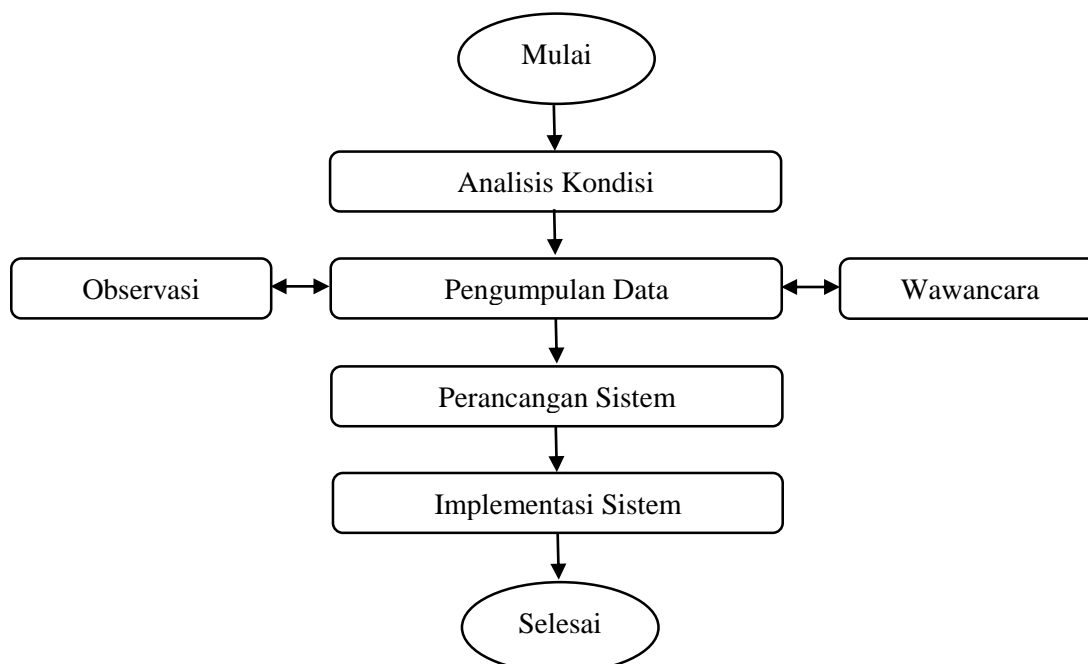 Mulai
Analisis Kondisi
Observasi
Pengumpulan Data
Wawancara
Perancangan Sistem
Implementasi Sistem
Selesai